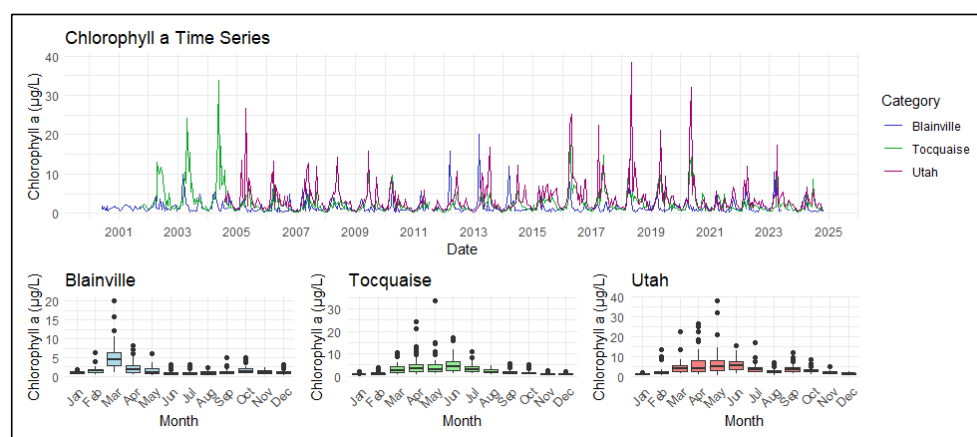 Chlorophyll a Time Series
Chlorophyll a (µg/L)
40
30
20
10
0
2001 2003 2005 2007 2009 2011 2013 2015 2017 2019 2021 2023 2025
Date
Category
Blainville
Tocquaise
Utah
Blainville
Chlorophyll a (µg/L)
20
15
10
5
0
Jan Feb Mar Apr May Jun Jul Aug Sep Oct Nov Dec
Month
Tocquaise
Chlorophyll a (µg/L)
30
20
10
0
Jan Feb Mar Apr May Jun Jul Aug Sep Oct Nov Dec
Month
Utah
Chlorophyll a (µg/L)
40
30
20
10
0
Jan Feb Mar Apr May Jun Jul Aug Sep Oct Nov Dec
Month